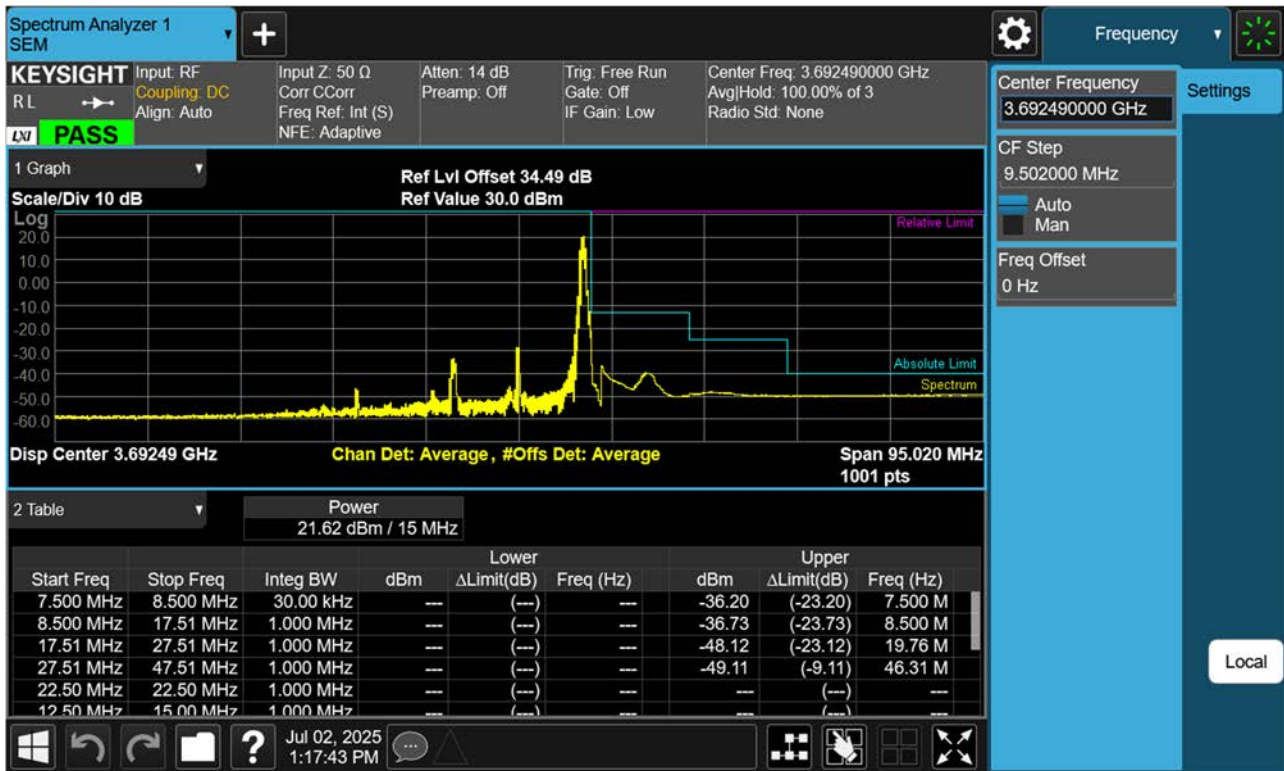 Spectrum Analyzer 1
SEM
Frequency
KEYSIGHT
R L
LXI
PASS
Input: RF
Coupling: DC
Align: Auto
Input Z: 50 Ω
Corr CCorr
Freq Ref: Int (S)
NFE: Adaptive
Atten: 14 dB
Preamp: Off
Trig: Free Run
Gate: Off
IF Gain: Low
Center Freq: 3.692490000 GHz
Avg|Hold: 100.00% of 3
Radio Std: None
Center Frequency
3.692490000 GHz
Settings
CF Step
9.502000 MHz
Auto
Man
Freq Offset
0 Hz
Local
1 Graph
Scale/Div 10 dB
Ref Lvl Offset 34.49 dB
Ref Value 30.0 dBm
Log
20.0
10.0
0.00
-10.0
-20.0
-30.0
-40.0
-50.0
-60.0
Relative Limit
Absolute Limit
Spectrum
Disp Center 3.69249 GHz
Chan Det: Average, #Offs Det: Average
Span 95.020 MHz
1001 pts
2 Table
Power
21.62 dBm / 15 MHz
Lower Upper
Start Freq Stop Freq Integ BW dBm ΔLimit(dB) Freq (Hz) dBm ΔLimit(dB) Freq (Hz)
7.500 MHz 8.500 MHz 30.00 kHz --- (---) --- -36.20 (-23.20) 7.500 M
8.500 MHz 17.51 MHz 1.000 MHz --- (---) --- -36.73 (-23.73) 8.500 M
17.51 MHz 27.51 MHz 1.000 MHz --- (---) --- -48.12 (-23.12) 19.76 M
27.51 MHz 47.51 MHz 1.000 MHz --- (---) --- -49.11 (-9.11) 46.31 M
22.50 MHz 22.50 MHz 1.000 MHz --- (---) --- --- (---) ---
12.50 MHz 15.00 MHz 1.000 MHz --- (---) --- --- (---) ---
?
Jul 02, 2025
1:17:43 PM